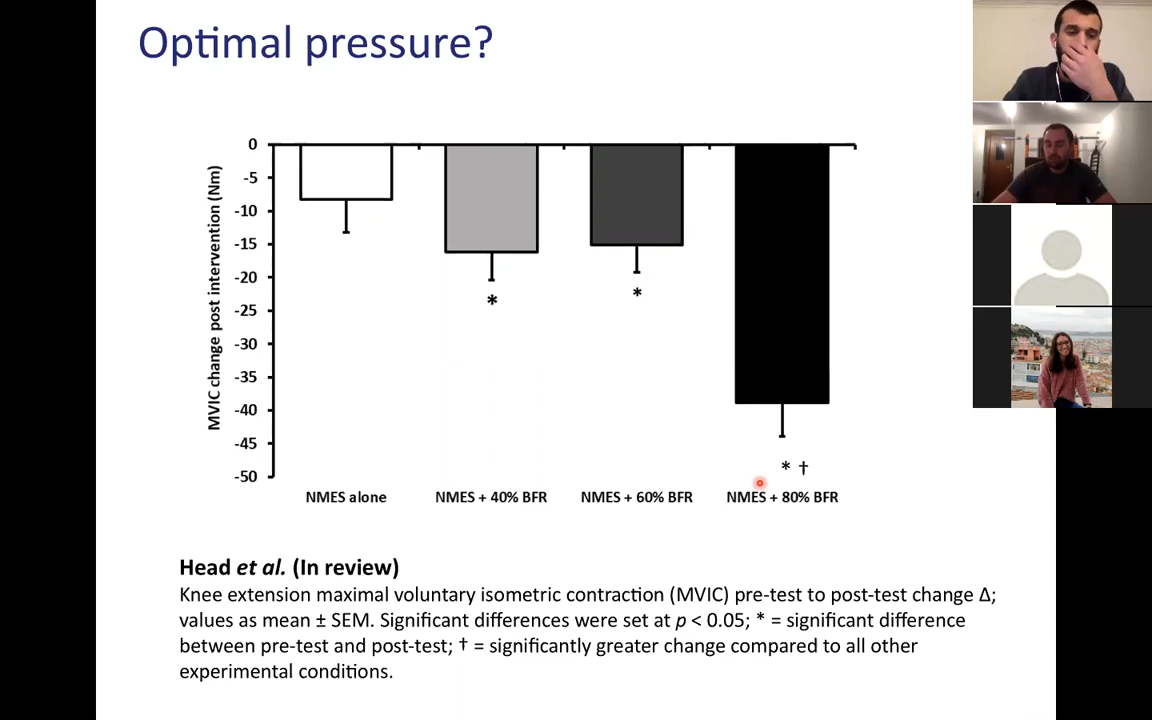 Optimal pressure?
0
-5
-10
-15
-20
-25
-30
-35
-40
-45
-50
MVIC change post intervention (Nm)
*
*
* †
NMES alone
NMES + 40% BFR
NMES + 60% BFR
NMES + 80% BFR
Head et al. (In review)
Knee extension maximal voluntary isometric contraction (MVIC) pre-test to post-test change Δ;
values as mean ± SEM. Significant differences were set at p < 0.05; * = significant difference
between pre-test and post-test; † = significantly greater change compared to all other
experimental conditions.